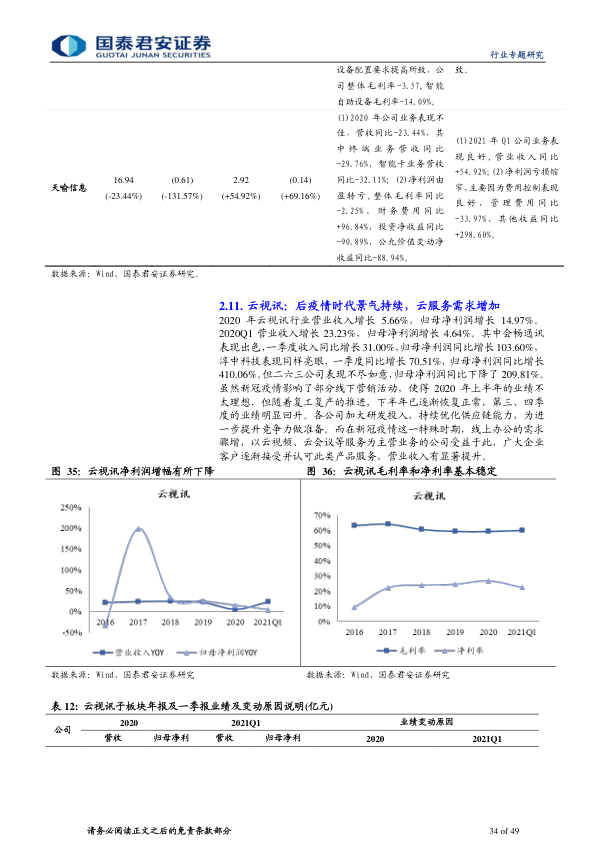 国泰君安证券
GUOTAI JUNAN SECURITIES
行业专题研究
设备配置要求提高所致，公
司整体毛利率-3.57,智能
自助设备毛利率-14.09%。
致。
天喻信息
16.94
(-23.44%)
(0.61)
(-131.57%)
2.92
(+54.92%)
(0.14)
(+69.16%)
(1)2020 年公司业务表现不
佳，营收同比-23.44%，其
中终端业务营收同比
-29.76%，智能卡业务营收
同比-32.11%；(2)净利润由
盈转亏,整体毛利率同比
-2.25%，财务费用同比
+96.84%，投资净收益同比
-90.89%，公允价值变动净
收益同比-88.94%。
(1)2021 年 Q1 公司业务表
现良好,营业收入同比
+54.92%;(2)净利润亏损缩
窄,主要因为费用控制表现
良好，管理费用同比
-33.97%，其他收益同比
+298.60%。
数据来源：Wind、国泰君安证券研究。
2.11. 云视讯：后疫情时代景气持续，云服务需求增加
2020 年云视讯行业营业收入增长 5.66%，归母净利润增长 14.97%。
2020Q1 营业收入增长 23.23%，归母净利润增长 4.64%。其中会畅通讯
表现出色,一季度收入同比增长 31.00%,归母净利润同比增长 103.60%，
淳中科技表现同样亮眼，一季度同比增长 70.51%，归母净利润同比增长
410.06%,但二六三公司表现不尽如意,归母净利润同比下降了 209.81%。
虽然新冠疫情影响了部分线下营销活动，使得 2020 年上半年的业绩不
太理想，但随着复工复产的推进，下半年已逐渐恢复正常，第三、四季
度的业绩明显回升。各公司加大研发投入，持续优化供应链能力，为进
一步提升竞争力做准备。而在新冠疫情这一特殊时期，线上办公的需求
骤增，以云视频、云会议等服务为主营业务的公司受益于此，广大企业
客户逐渐接受并认可此类产品服务，营业收入有显著提升。
图 35：云视讯净利润增幅有所下降
云视讯
250%
200%
150%
100%
50%
0%
-50%
2016 2017 2018 2019 2020 2021Q1
营业收入YOY 归母净利润YOY
图 36：云视讯毛利率和净利率基本稳定
云视讯
70%
60%
50%
40%
30%
20%
10%
0%
2016 2017 2018 2019 2020 2021Q1
毛利率 净利率
数据来源：Wind、国泰君安证券研究
数据来源：Wind、国泰君安证券研究
表 12：云视讯子板块年报及一季报业绩及变动原因说明(亿元)
公司 2020 2021Q1 业绩变动原因
营收 归母净利 营收 归母净利 2020 2021Q1
请务必阅读正文之后的免责条款部分
34 of 49